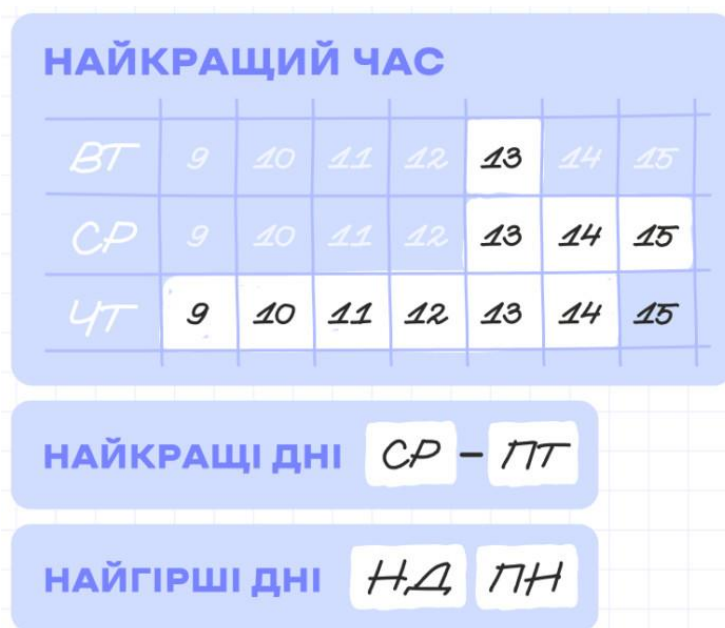 НАЙКРАЩИЙ ЧАС
ВТ 9 10 11 12 13 14 15
СР 9 10 11 12 13 14 15
ЧТ 9 10 11 12 13 14 15
НАЙКРАЩІ ДНІ СР – ПТ
НАЙГІРШІ ДНІ НД ПН